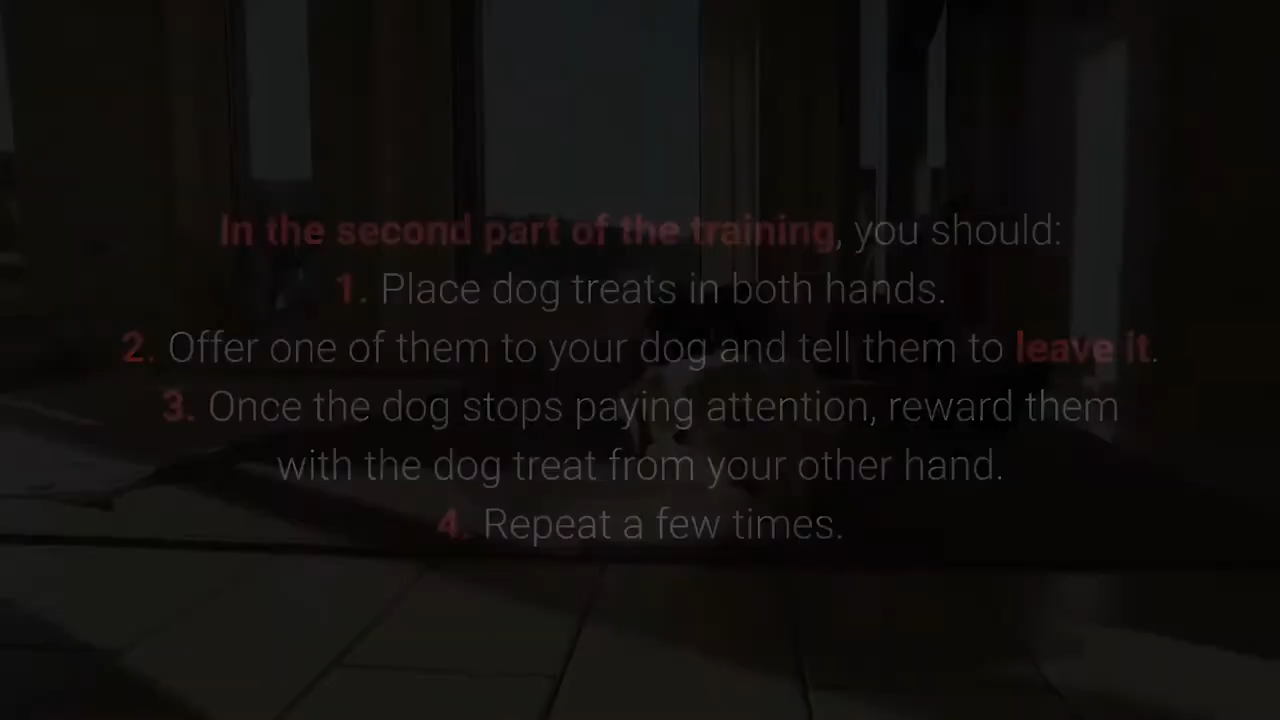 In the second part of the training, you should:
1. Place dog treats in both hands.
2. Offer one of them to your dog and tell them to leave it.
3. Once the dog stops paying attention, reward them
with the dog treat from your other hand.
4. Repeat a few times.